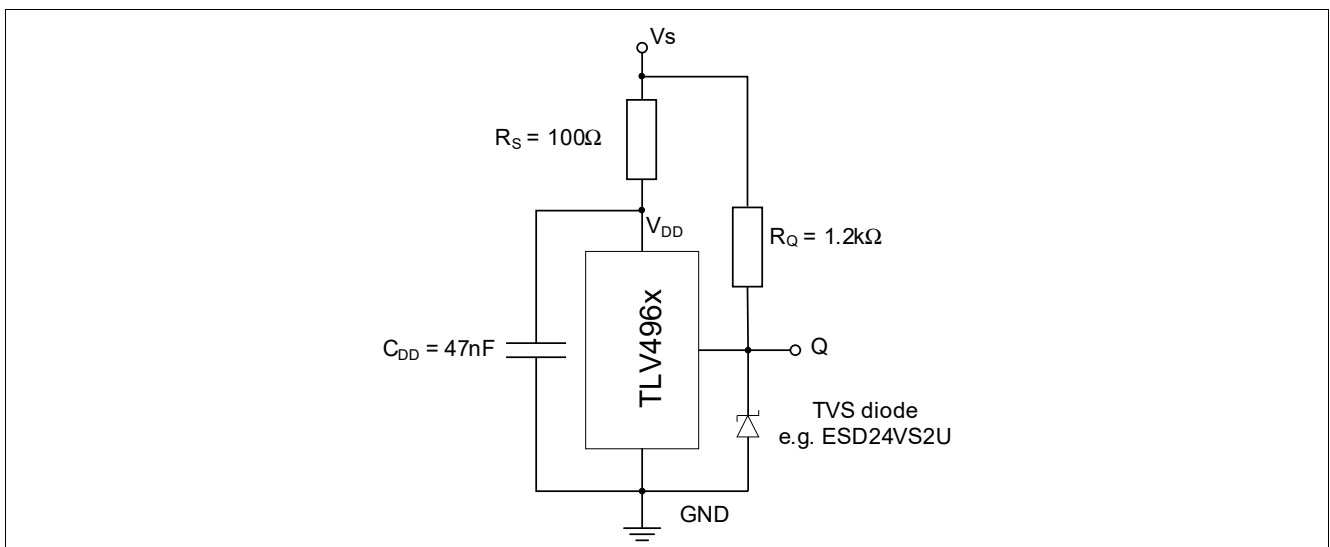 Vs
R_S = 100Ω
V_DD
R_Q = 1.2kΩ
TLV496x
C_DD = 47nF
Q
TVS diode
e.g. ESD24VS2U
GND